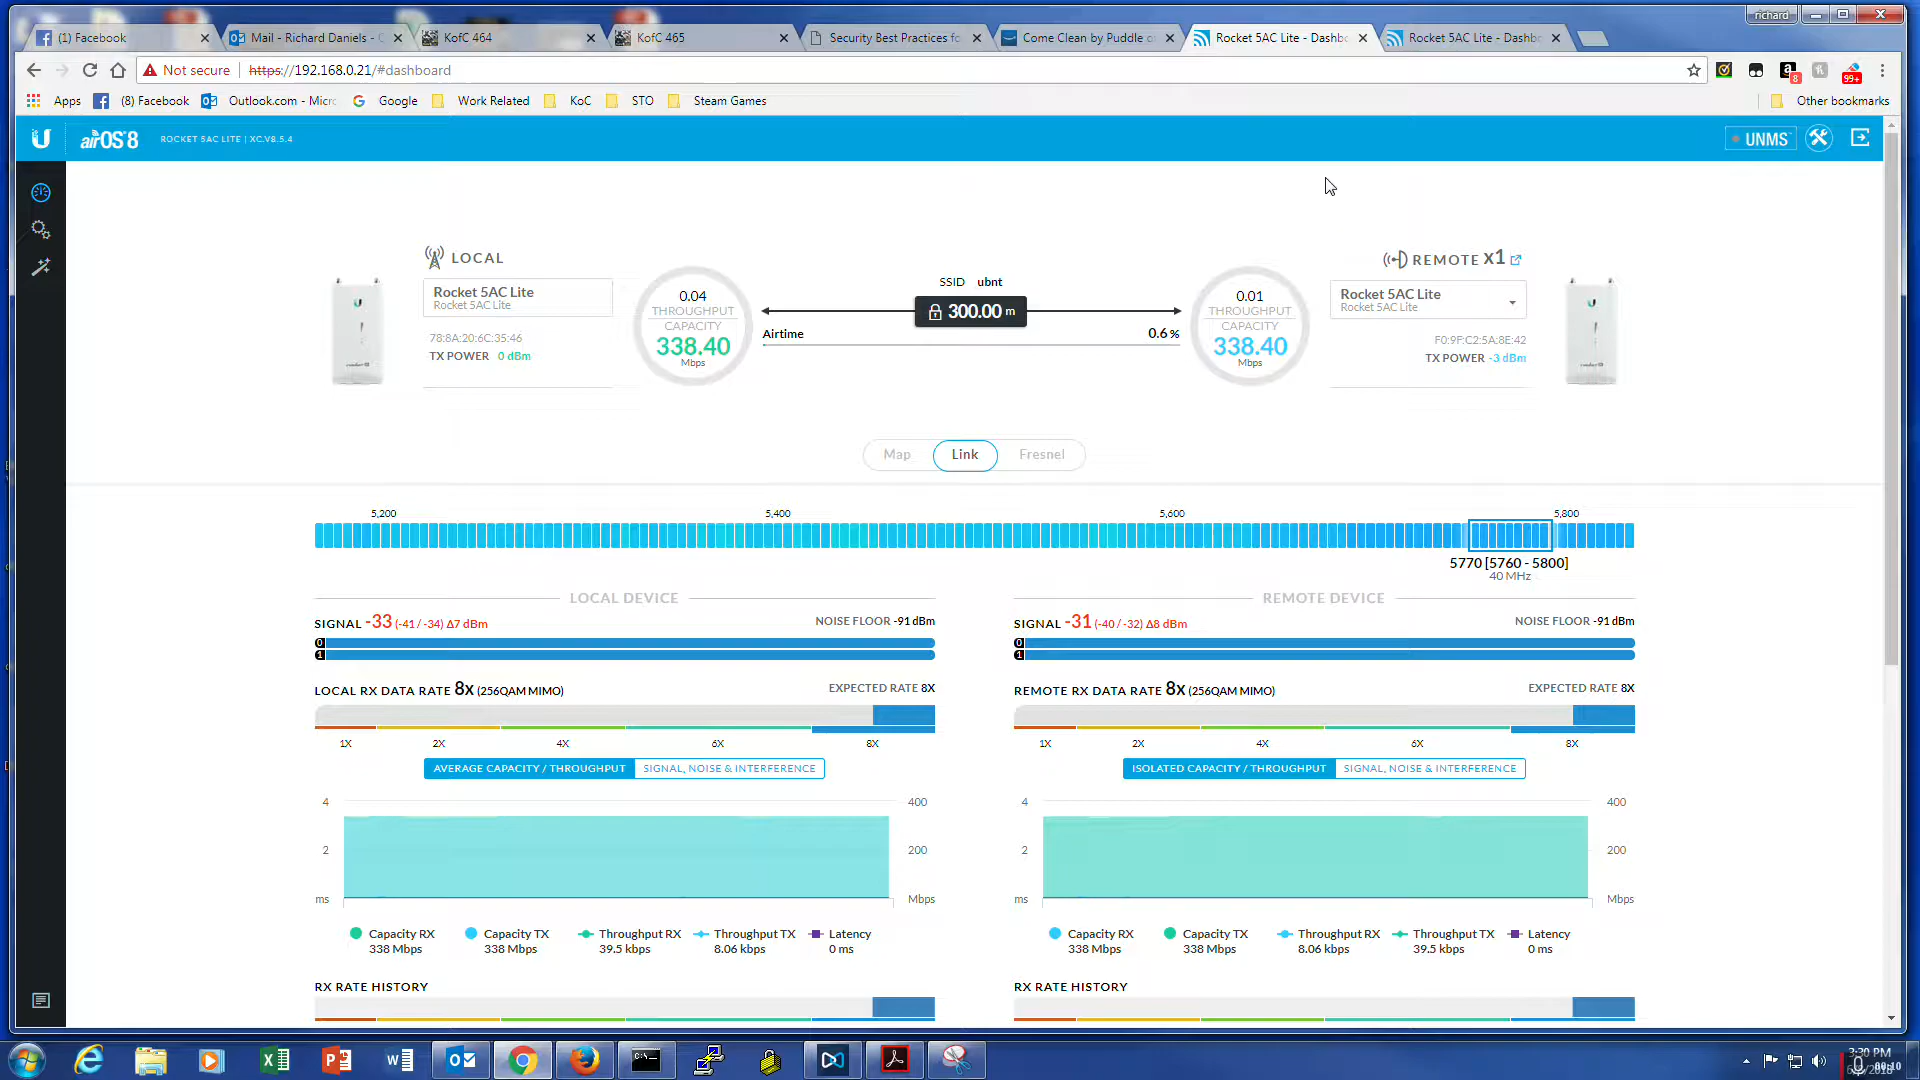 richard
(1) Facebook
Mail - Richard Daniels - O
KofC 464
KofC 465
Security Best Practices fo
Come Clean by Puddle o
Rocket 5AC Lite - Dashbo
Rocket 5AC Lite - Dashb
Not secure
https://192.168.0.21/#dashboard
8
99+
Apps
(8) Facebook
Outlook.com - Micro
Google
Work Related
KoC
STO
Steam Games
Other bookmarks
airOS 8
ROCKET 5AC LITE | XC.V8.5.4
UNMS
LOCAL
Rocket 5AC Lite
Rocket 5AC Lite
78:8A:20:6C:35:46
TX POWER 0 dBm
0.04
THROUGHPUT
CAPACITY
338.40
Mbps
SSID ubnt
300.00 m
Airtime
0.6 %
0.01
THROUGHPUT
CAPACITY
338.40
Mbps
REMOTE x1
Rocket 5AC Lite
Rocket 5AC Lite
F0:9F:C2:5A:8E:42
TX POWER -3 dBm
Map
Link
Fresnel
5,200
5,400
5,600
5,800
5770 [5760 - 5800]
40 MHz
LOCAL DEVICE
SIGNAL -33 (-41 / -34) Δ7 dBm
NOISE FLOOR -91 dBm
0
1
LOCAL RX DATA RATE 8x (256QAM MIMO)
EXPECTED RATE 8X
1X
2X
4X
6X
8X
AVERAGE CAPACITY / THROUGHPUT
SIGNAL, NOISE & INTERFERENCE
4
400
2
200
ms
Mbps
Capacity RX
338 Mbps
Capacity TX
338 Mbps
Throughput RX
39.5 kbps
Throughput TX
8.06 kbps
Latency
0 ms
RX RATE HISTORY
REMOTE DEVICE
SIGNAL -31 (-40 / -32) Δ8 dBm
NOISE FLOOR -91 dBm
0
1
REMOTE RX DATA RATE 8x (256QAM MIMO)
EXPECTED RATE 8X
1X
2X
4X
6X
8X
ISOLATED CAPACITY / THROUGHPUT
SIGNAL, NOISE & INTERFERENCE
4
400
2
200
ms
Mbps
Capacity RX
338 Mbps
Capacity TX
338 Mbps
Throughput RX
8.06 kbps
Throughput TX
39.5 kbps
Latency
0 ms
RX RATE HISTORY
3:30 PM
00:10